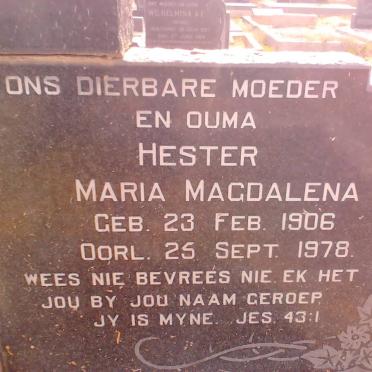 WILHELMINA
ONS DIERBARE MOEDER
EN OUMA
HESTER
MARIA MAGDALENA
GEB. 23 FEB. 1906
OORL. 25 SEPT. 1978.
WEES NIE BEVREES NIE. EK HET
JOU BY JOU NAAM GEROEP.
JY IS MYNE. JES. 43:1